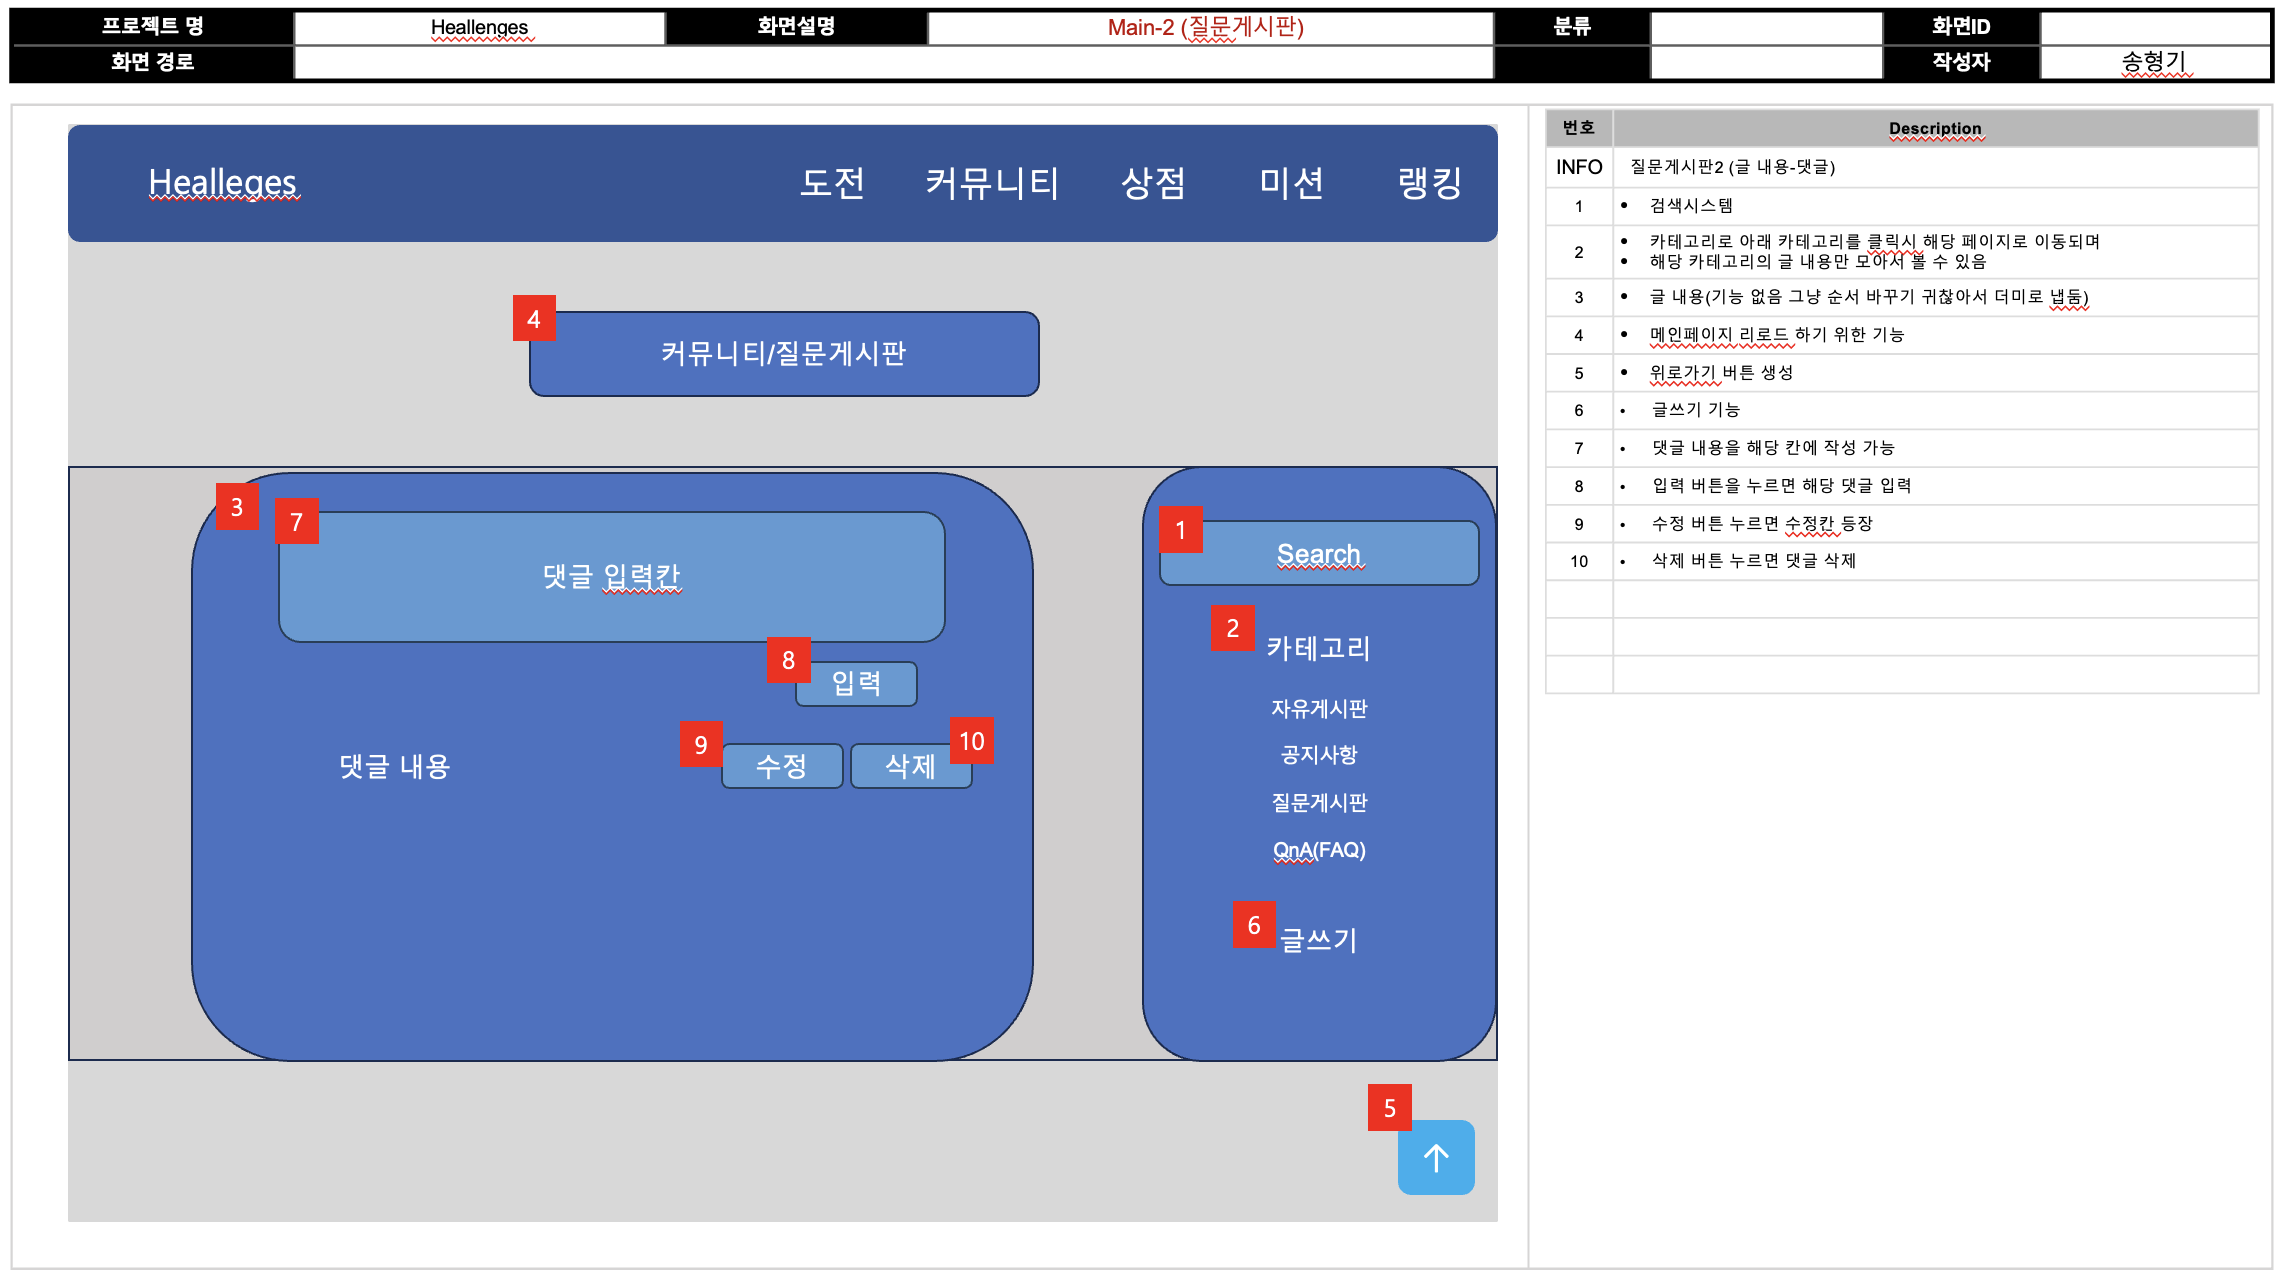 프로젝트 명 Heallenges 화면설명 Main-2 (질문게시판) 분류 화면ID
화면 경로 작성자 송형기
Healleges 도전 커뮤니티 상점 미션 랭킹
4
커뮤니티/질문게시판
3
7
댓글 입력칸
8
입력
9
10
댓글 내용 수정 삭제
1
Search
2
카테고리
자유게시판
공지사항
질문게시판
QnA(FAQ)
6
글쓰기
5
↑
번호 Description
INFO 질문게시판2 (글 내용-댓글)
1 • 검색시스템
2 • 카테고리로 아래 카테고리를 클릭시 해당 페이지로 이동되며
• 해당 카테고리의 글 내용만 모아서 볼 수 있음
3 • 글 내용(기능 없음 그냥 순서 바꾸기 귀찮아서 더미로 냅둠)
4 • 메인페이지 리로드 하기 위한 기능
5 • 위로가기 버튼 생성
6 • 글쓰기 기능
7 • 댓글 내용을 해당 칸에 작성 가능
8 • 입력 버튼을 누르면 해당 댓글 입력
9 • 수정 버튼 누르면 수정칸 등장
10 • 삭제 버튼 누르면 댓글 삭제